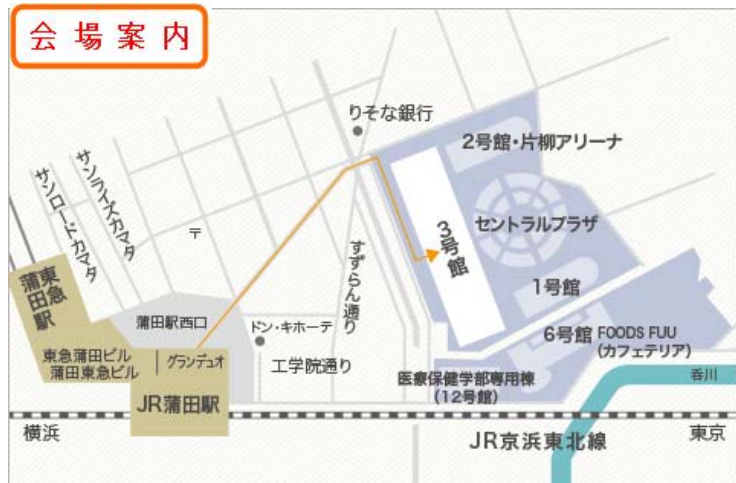 会場案内
りそな銀行
2号館・片柳アリーナ
サンライズカマタ
サンロードカマタ
〒
セントラルプラザ
3号館
すずらん通り
1号館
東急
蒲田駅
蒲田駅西口
ドン・キホーテ
6号館 FOODS FUU
(カフェテリア)
東急蒲田ビル
蒲田東急ビル
グランデュオ
工学院通り
医療保健学部専用棟
(12号館)
呑川
JR蒲田駅
横浜
JR京浜東北線
東京